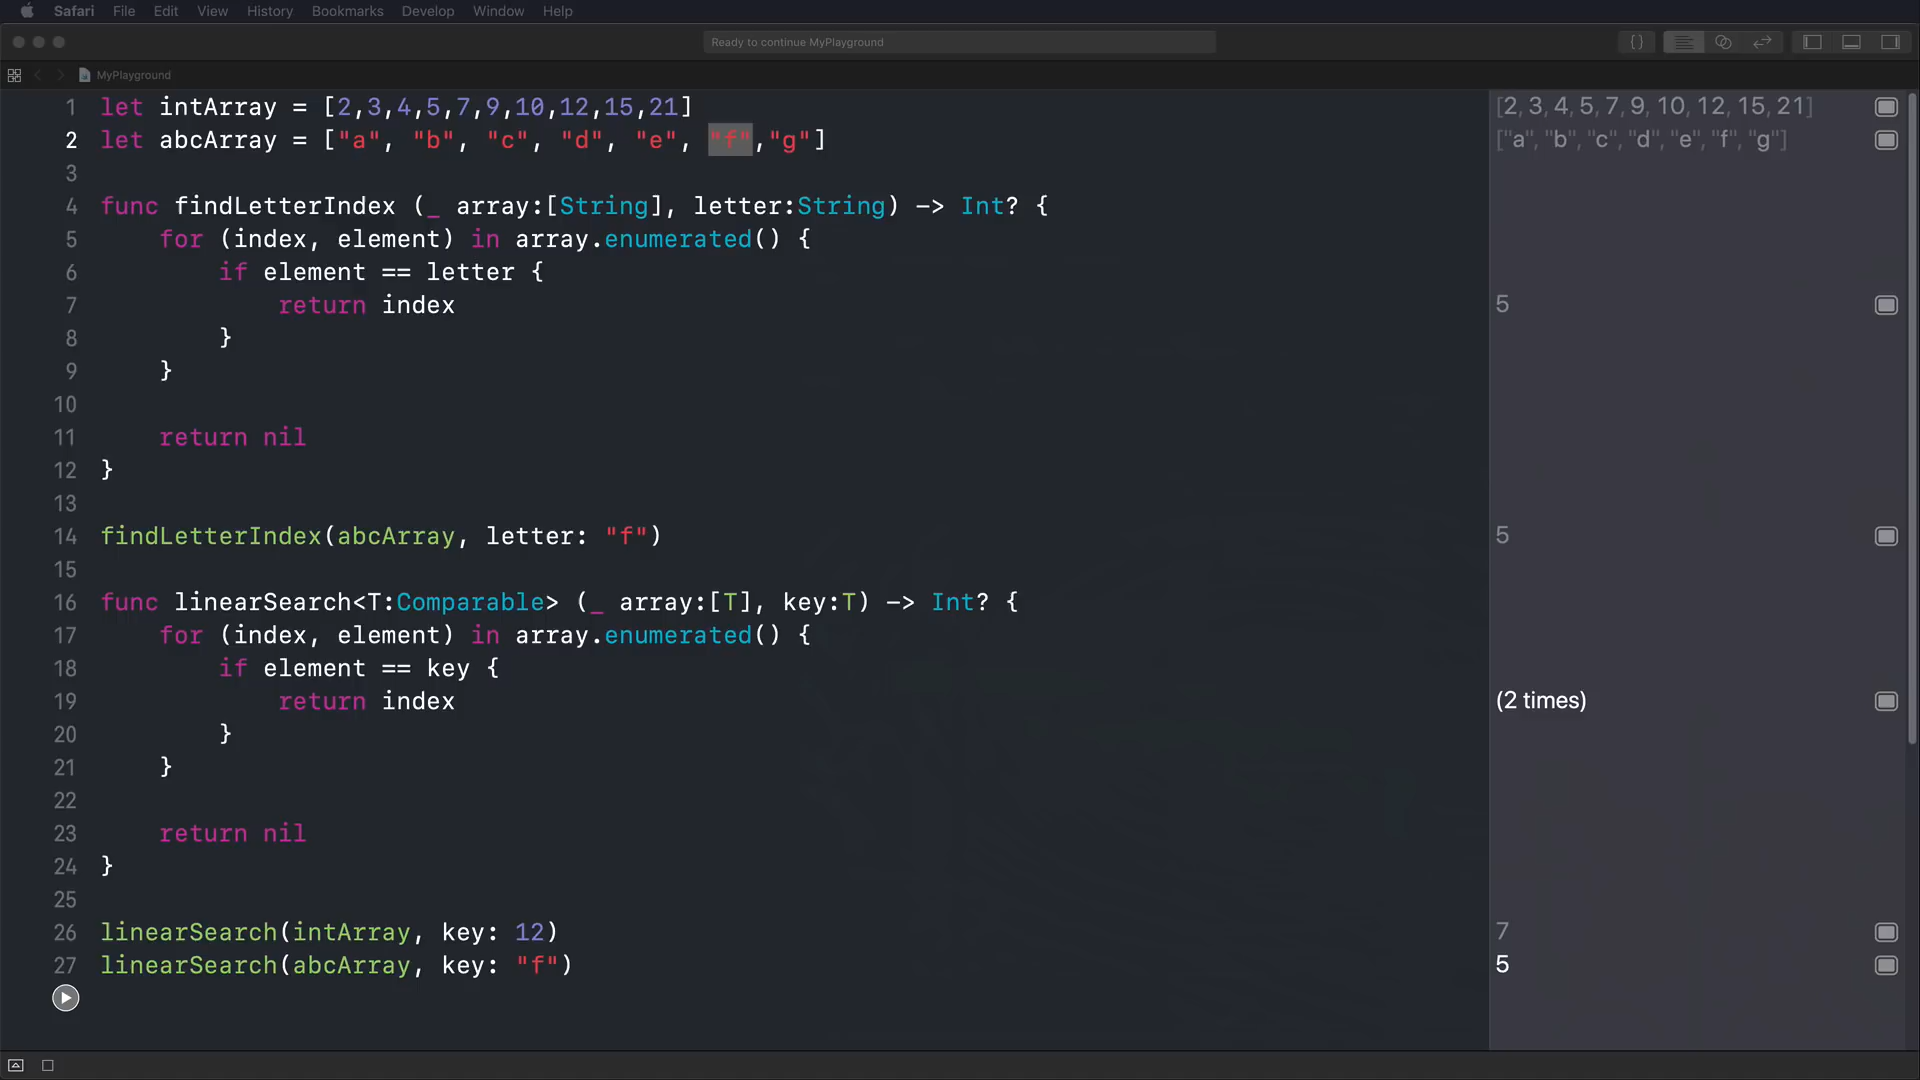 Safari File Edit View History Bookmarks Develop Window Help
Ready to continue MyPlayground
{}
MyPlayground
1 let intArray = [2,3,4,5,7,9,10,12,15,21] [2, 3, 4, 5, 7, 9, 10, 12, 15, 21]
2 let abcArray = ["a", "b", "c", "d", "e", "f","g"] ["a", "b", "c", "d", "e", "f", "g"]
3
4 func findLetterIndex (_ array:[String], letter:String) -> Int? {
5 for (index, element) in array.enumerated() {
6 if element == letter {
7 return index 5
8 }
9 }
10
11 return nil
12 }
13
14 findLetterIndex(abcArray, letter: "f") 5
15
16 func linearSearch<T:Comparable> (_ array:[T], key:T) -> Int? {
17 for (index, element) in array.enumerated() {
18 if element == key {
19 return index (2 times)
20 }
21 }
22
23 return nil
24 }
25
26 linearSearch(intArray, key: 12) 7
27 linearSearch(abcArray, key: "f") 5